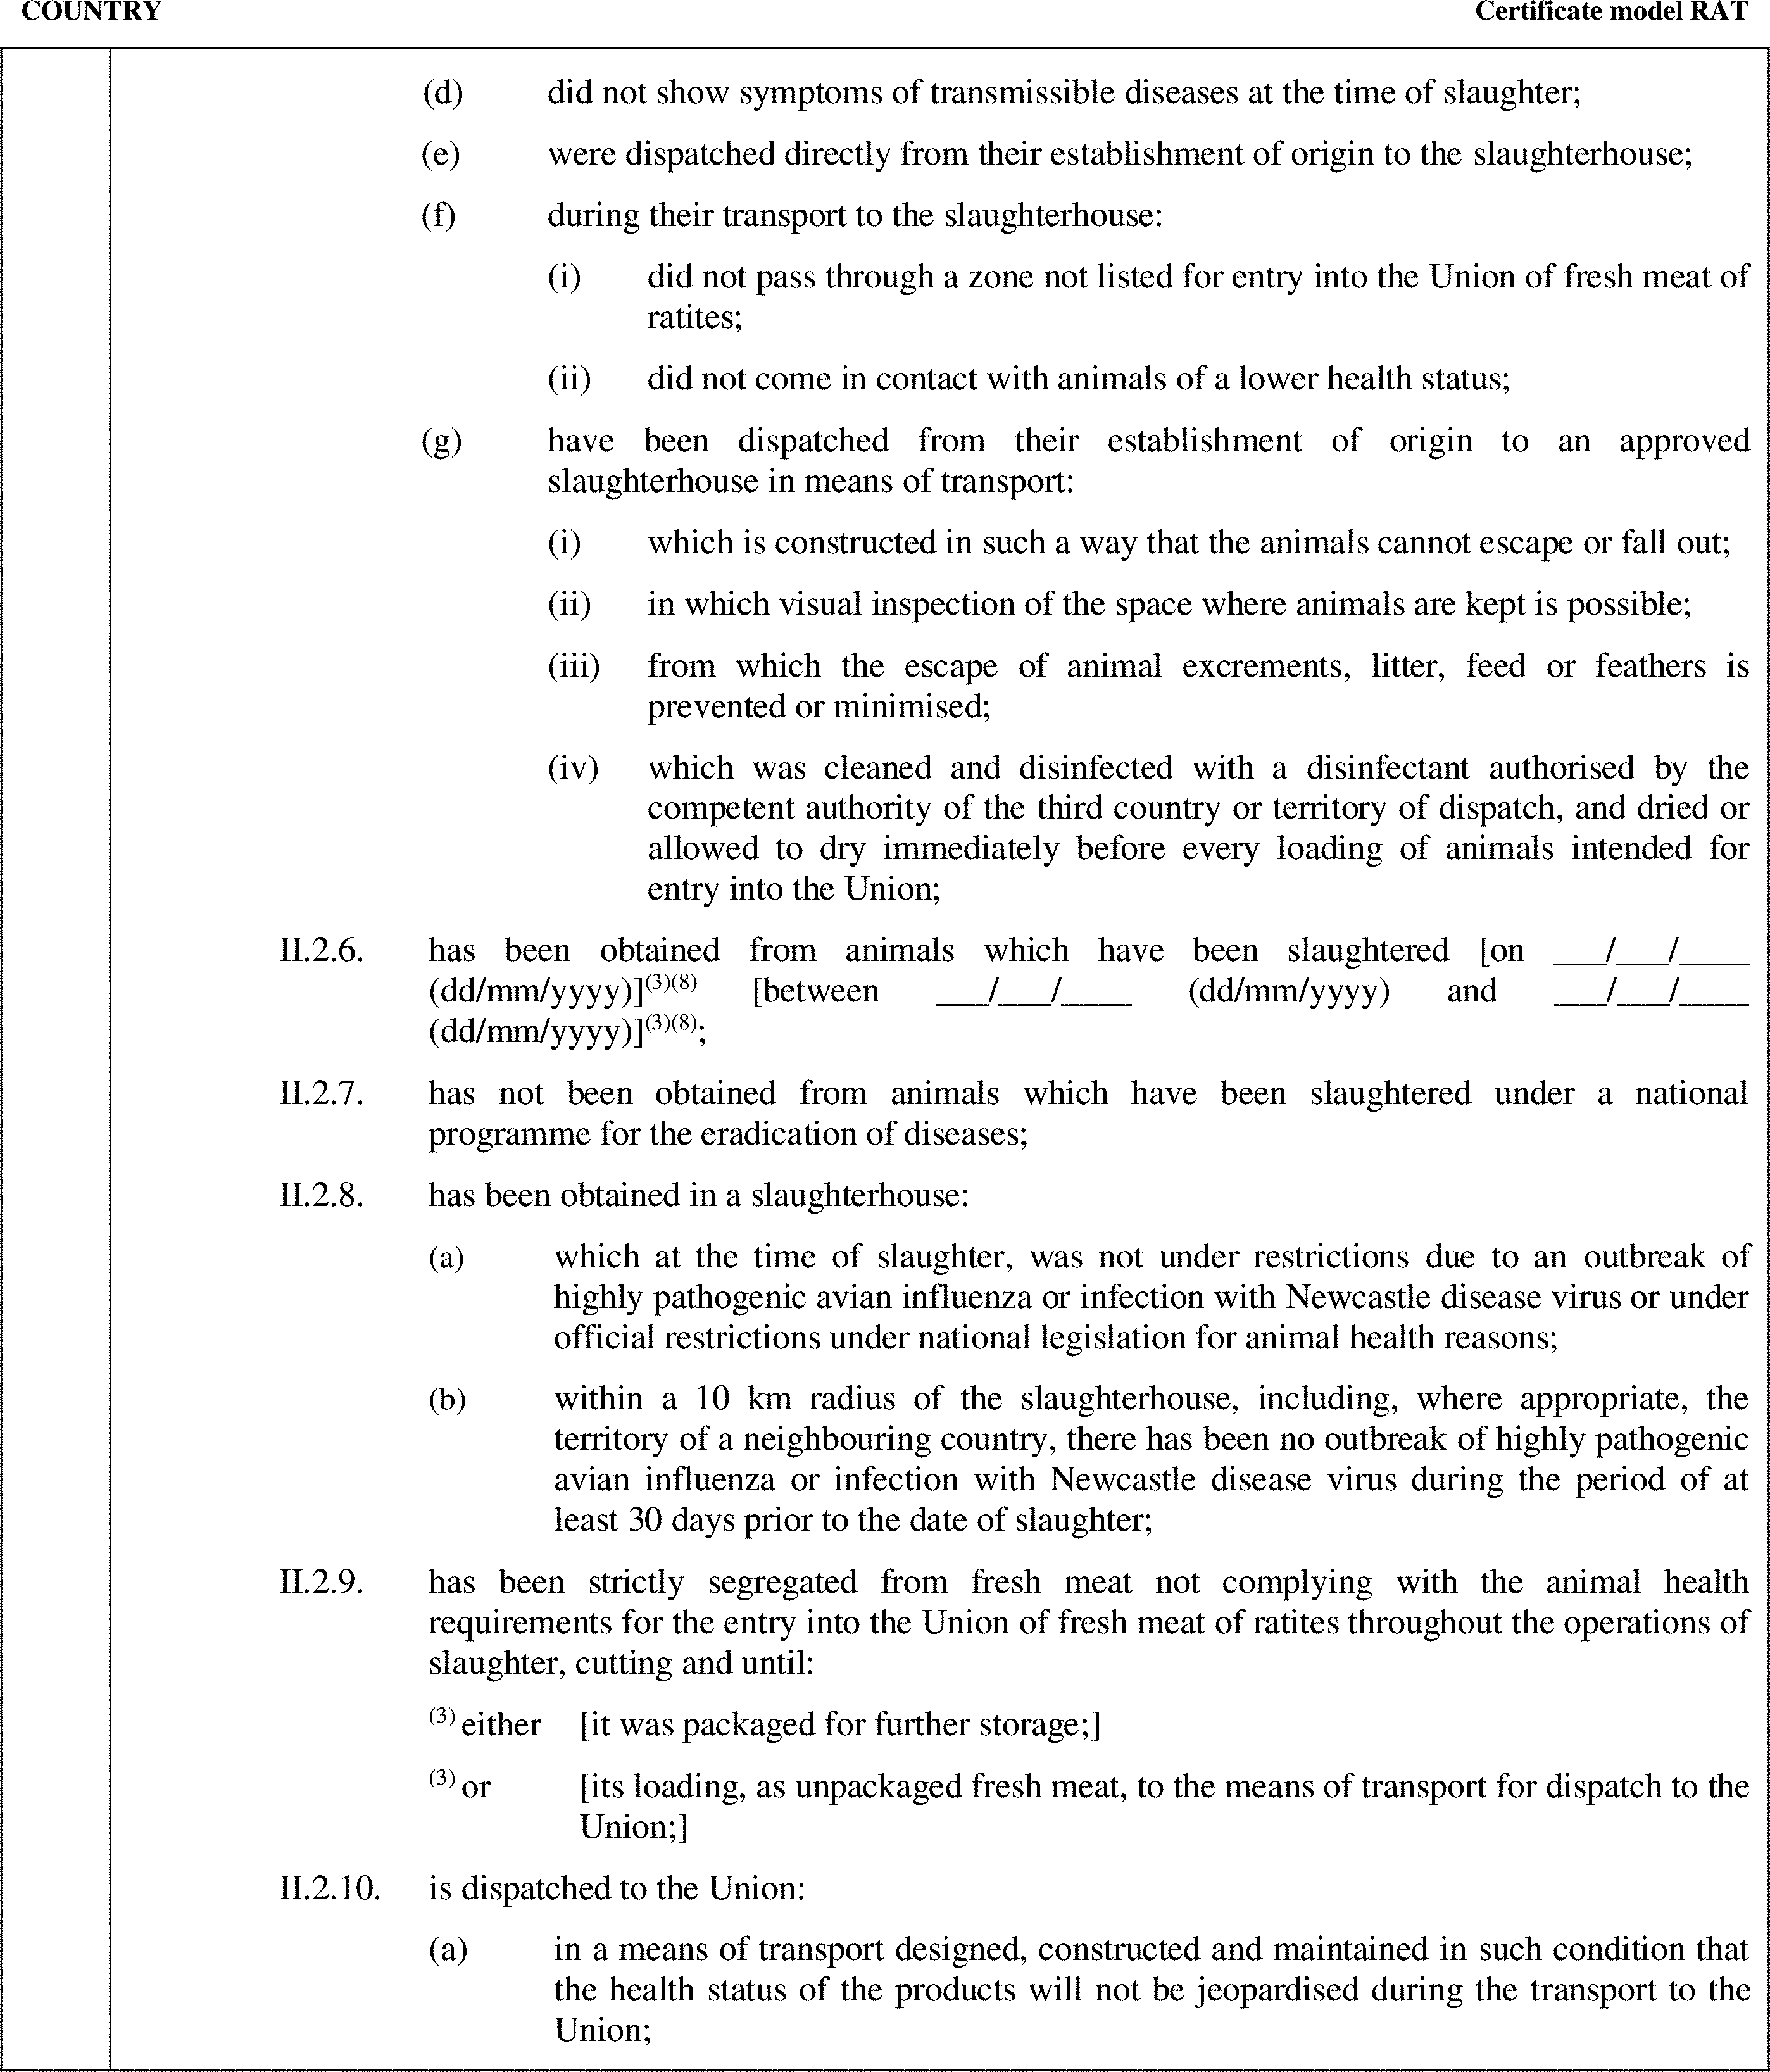 COUNTRY Certificate model RAT
(d) did not show symptoms of transmissible diseases at the time of slaughter;
(e) were dispatched directly from their establishment of origin to the slaughterhouse;
(f) during their transport to the slaughterhouse:
(i) did not pass through a zone not listed for entry into the Union of fresh meat of
ratites;
(ii) did not come in contact with animals of a lower health status;
(g) have been dispatched from their establishment of origin to an approved
slaughterhouse in means of transport:
(i) which is constructed in such a way that the animals cannot escape or fall out;
(ii) in which visual inspection of the space where animals are kept is possible;
(iii) from which the escape of animal excrements, litter, feed or feathers is
prevented or minimised;
(iv) which was cleaned and disinfected with a disinfectant authorised by the
competent authority of the third country or territory of dispatch, and dried or
allowed to dry immediately before every loading of animals intended for
entry into the Union;
II.2.6. has been obtained from animals which have been slaughtered [on ___/___/____
(dd/mm/yyyy)](3)(8) [between ___/___/____ (dd/mm/yyyy) and ___/___/____
(dd/mm/yyyy)](3)(8);
II.2.7. has not been obtained from animals which have been slaughtered under a national
programme for the eradication of diseases;
II.2.8. has been obtained in a slaughterhouse:
(a) which at the time of slaughter, was not under restrictions due to an outbreak of
highly pathogenic avian influenza or infection with Newcastle disease virus or under
official restrictions under national legislation for animal health reasons;
(b) within a 10 km radius of the slaughterhouse, including, where appropriate, the
territory of a neighbouring country, there has been no outbreak of highly pathogenic
avian influenza or infection with Newcastle disease virus during the period of at
least 30 days prior to the date of slaughter;
II.2.9. has been strictly segregated from fresh meat not complying with the animal health
requirements for the entry into the Union of fresh meat of ratites throughout the operations of
slaughter, cutting and until:
(3) either [it was packaged for further storage;]
(3) or [its loading, as unpackaged fresh meat, to the means of transport for dispatch to the
Union;]
II.2.10. is dispatched to the Union:
(a) in a means of transport designed, constructed and maintained in such condition that
the health status of the products will not be jeopardised during the transport to the
Union;